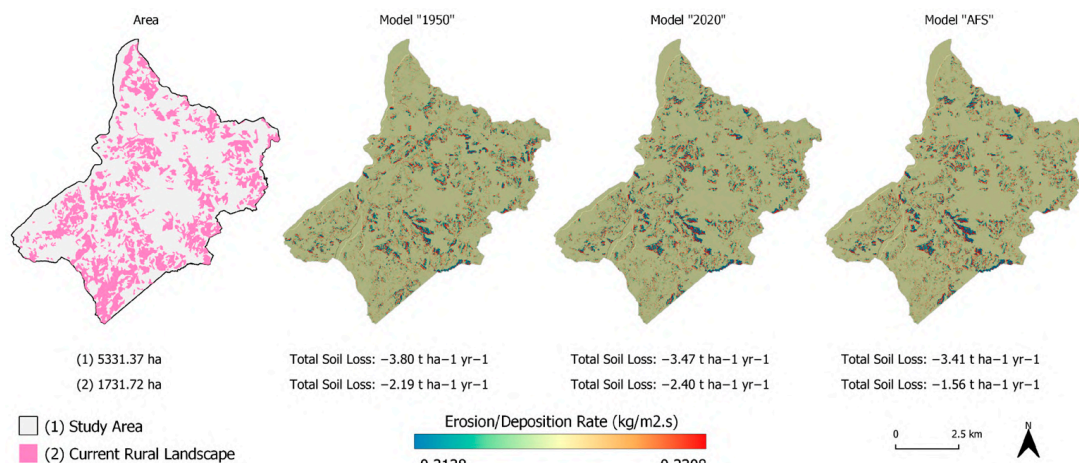 Area
Model "1950"
Model "2020"
Model "AFS"
(1) 5331.37 ha
Total Soil Loss: −3.80 t ha−1 yr−1
Total Soil Loss: −3.47 t ha−1 yr−1
Total Soil Loss: −3.41 t ha−1 yr−1
(2) 1731.72 ha
Total Soil Loss: −2.19 t ha−1 yr−1
Total Soil Loss: −2.40 t ha−1 yr−1
Total Soil Loss: −1.56 t ha−1 yr−1
(1) Study Area
(2) Current Rural Landscape
Erosion/Deposition Rate (kg/m2.s)
0 2.5 km
N